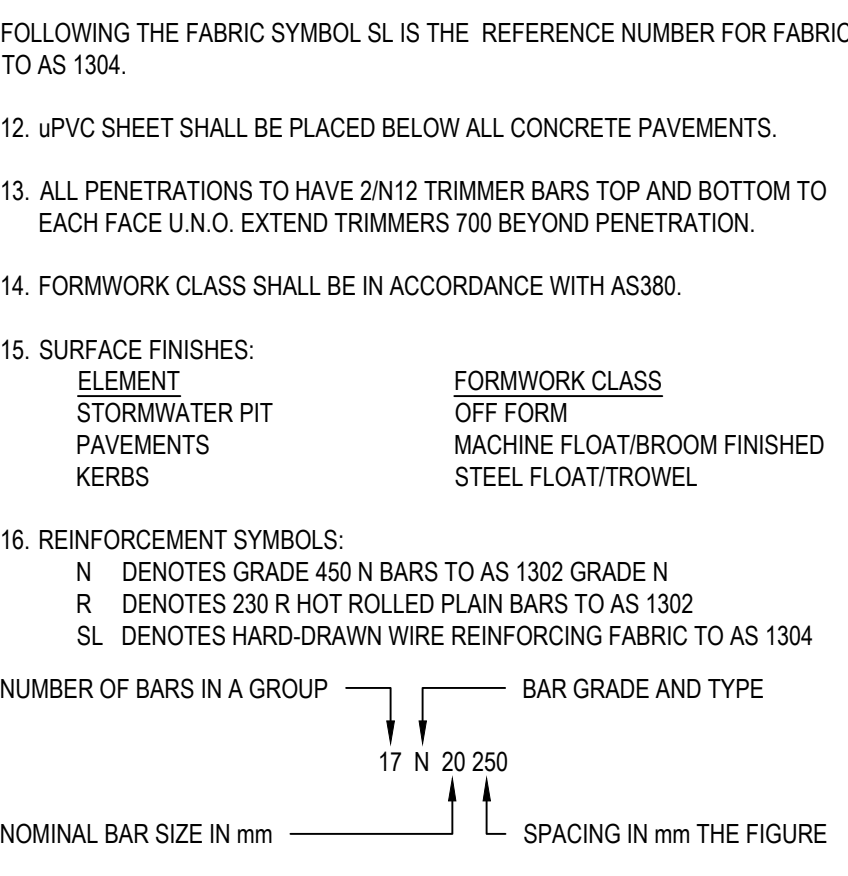 FOLLOWING THE FABRIC SYMBOL SL IS THE REFERENCE NUMBER FOR FABRIC
TO AS 1304.
12. uPVC SHEET SHALL BE PLACED BELOW ALL CONCRETE PAVEMENTS.
13. ALL PENETRATIONS TO HAVE 2/N12 TRIMMER BARS TOP AND BOTTOM TO
EACH FACE U.N.O. EXTEND TRIMMERS 700 BEYOND PENETRATION.
14. FORMWORK CLASS SHALL BE IN ACCORDANCE WITH AS380.
15. SURFACE FINISHES:
ELEMENT FORMWORK CLASS
STORMWATER PIT OFF FORM
PAVEMENTS MACHINE FLOAT/BROOM FINISHED
KERBS STEEL FLOAT/TROWEL
16. REINFORCEMENT SYMBOLS:
N DENOTES GRADE 450 N BARS TO AS 1302 GRADE N
R DENOTES 230 R HOT ROLLED PLAIN BARS TO AS 1302
SL DENOTES HARD-DRAWN WIRE REINFORCING FABRIC TO AS 1304
NUMBER OF BARS IN A GROUP BAR GRADE AND TYPE
17 N 20 250
NOMINAL BAR SIZE IN mm SPACING IN mm THE FIGURE